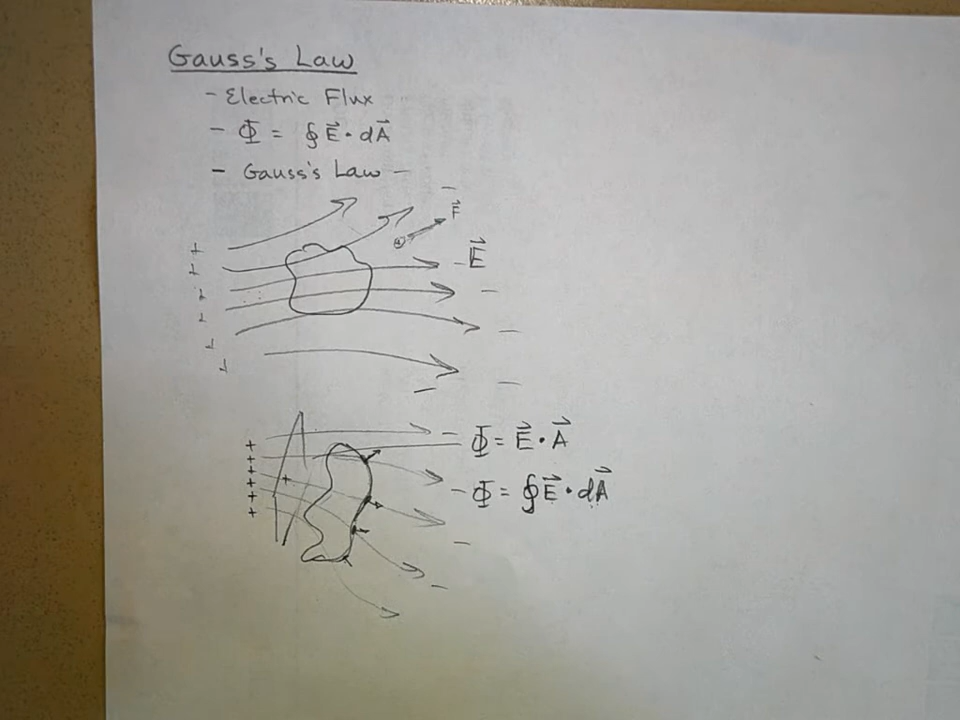 Gauss's Law
- Electric Flux
- Φ = ∮ E⃗ · dA⃗
- Gauss's Law -
F⃗
E⃗
Φ = E⃗ · A⃗
Φ = ∮ E⃗ · dA⃗